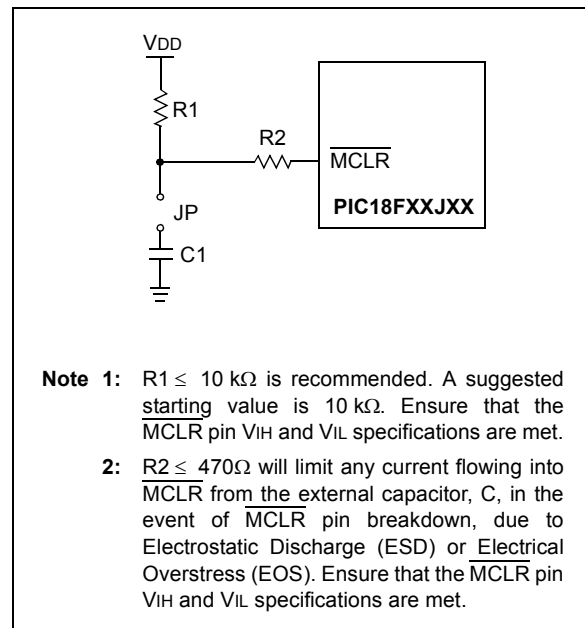 VDD
R1
R2
MCLR
JP
PIC18FXXJXX
C1
Note 1: R1 ≤ 10 kΩ is recommended. A suggested
starting value is 10 kΩ. Ensure that the
MCLR pin VIH and VIL specifications are met.
2: R2 ≤ 470Ω will limit any current flowing into
MCLR from the external capacitor, C, in the
event of MCLR pin breakdown, due to
Electrostatic Discharge (ESD) or Electrical
Overstress (EOS). Ensure that the MCLR pin
VIH and VIL specifications are met.